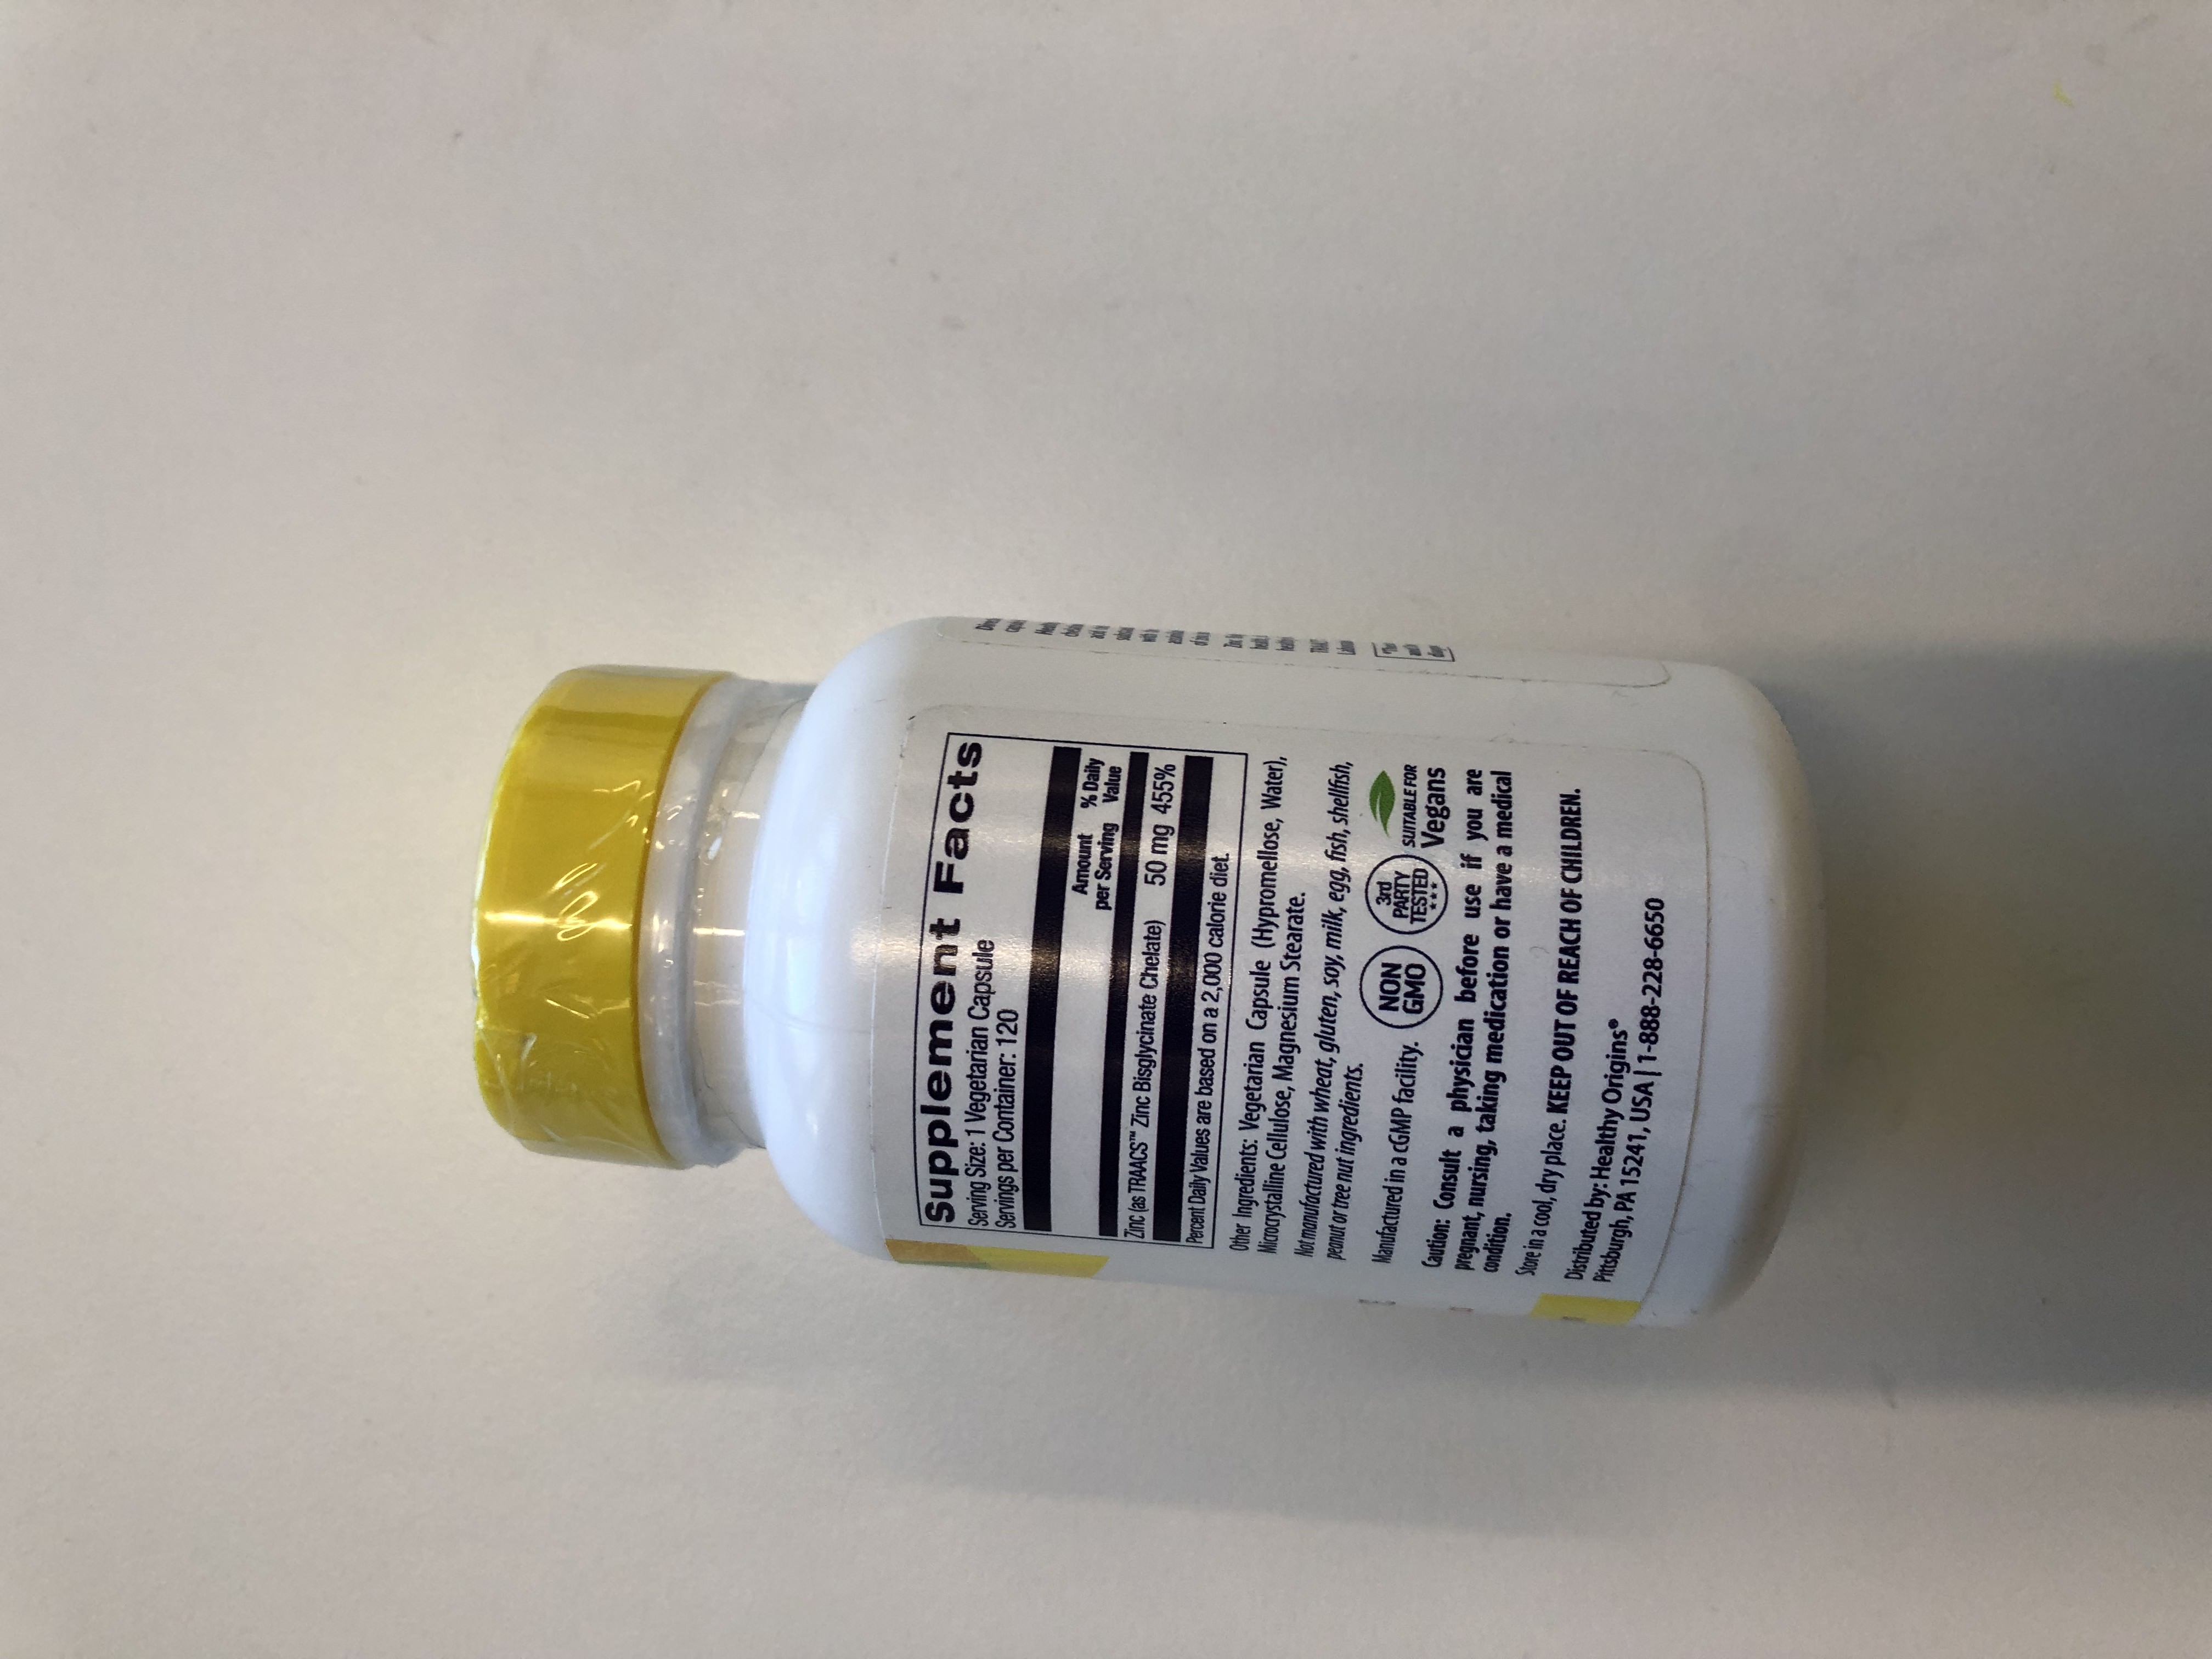 Supplement Facts
Serving Size: 1 Vegetarian Capsule
Servings per Container: 120
Amount per Serving
% Daily Value
Zinc (as TRAACS™ Zinc Bisglycinate Chelate) 50 mg 455%
Percent Daily Values are based on a 2,000 calorie diet.
Other Ingredients: Vegetarian Capsule (Hypromellose, Water),
Microcrystalline Cellulose, Magnesium Stearate.
Not manufactured with wheat, gluten, soy, milk, egg, fish, shellfish,
peanut or tree nut ingredients.
Manufactured in a cGMP facility.
NON
GMO
3rd
PARTY
TESTED
★★★
SUITABLE FOR
Vegans
Caution: Consult a physician before use if you are
pregnant, nursing, taking medication or have a medical
condition.
Store in a cool, dry place. KEEP OUT OF REACH OF CHILDREN.
Distributed by: Healthy Origins®
Pittsburgh, PA 15241, USA | 1-888-228-6650